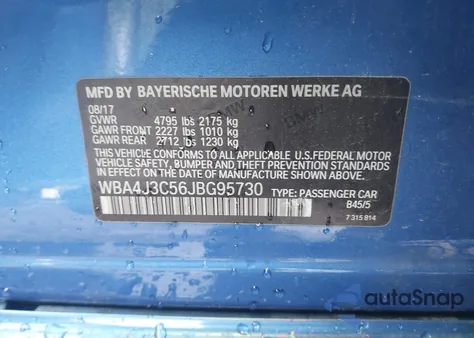 MFD BY BAYERISCHE MOTOREN WERKE AG
08/17
GVWR 4795 lbs 2175 kg
GAWR FRONT 2227 lbs 1010 kg
GAWR REAR 2712 lbs 1230 kg
THIS VEHICLE CONFORMS TO ALL APPLICABLE U.S. FEDERAL MOTOR
VEHICLE SAFETY, BUMPER AND THEFT PREVENTION STANDARDS
IN EFFECT ON THE DATE OF MANUFACTURE SHOWN ABOVE.
WBA4J3C56JBG95730 TYPE: PASSENGER CAR
B45/5
7 315 814
autoSnap